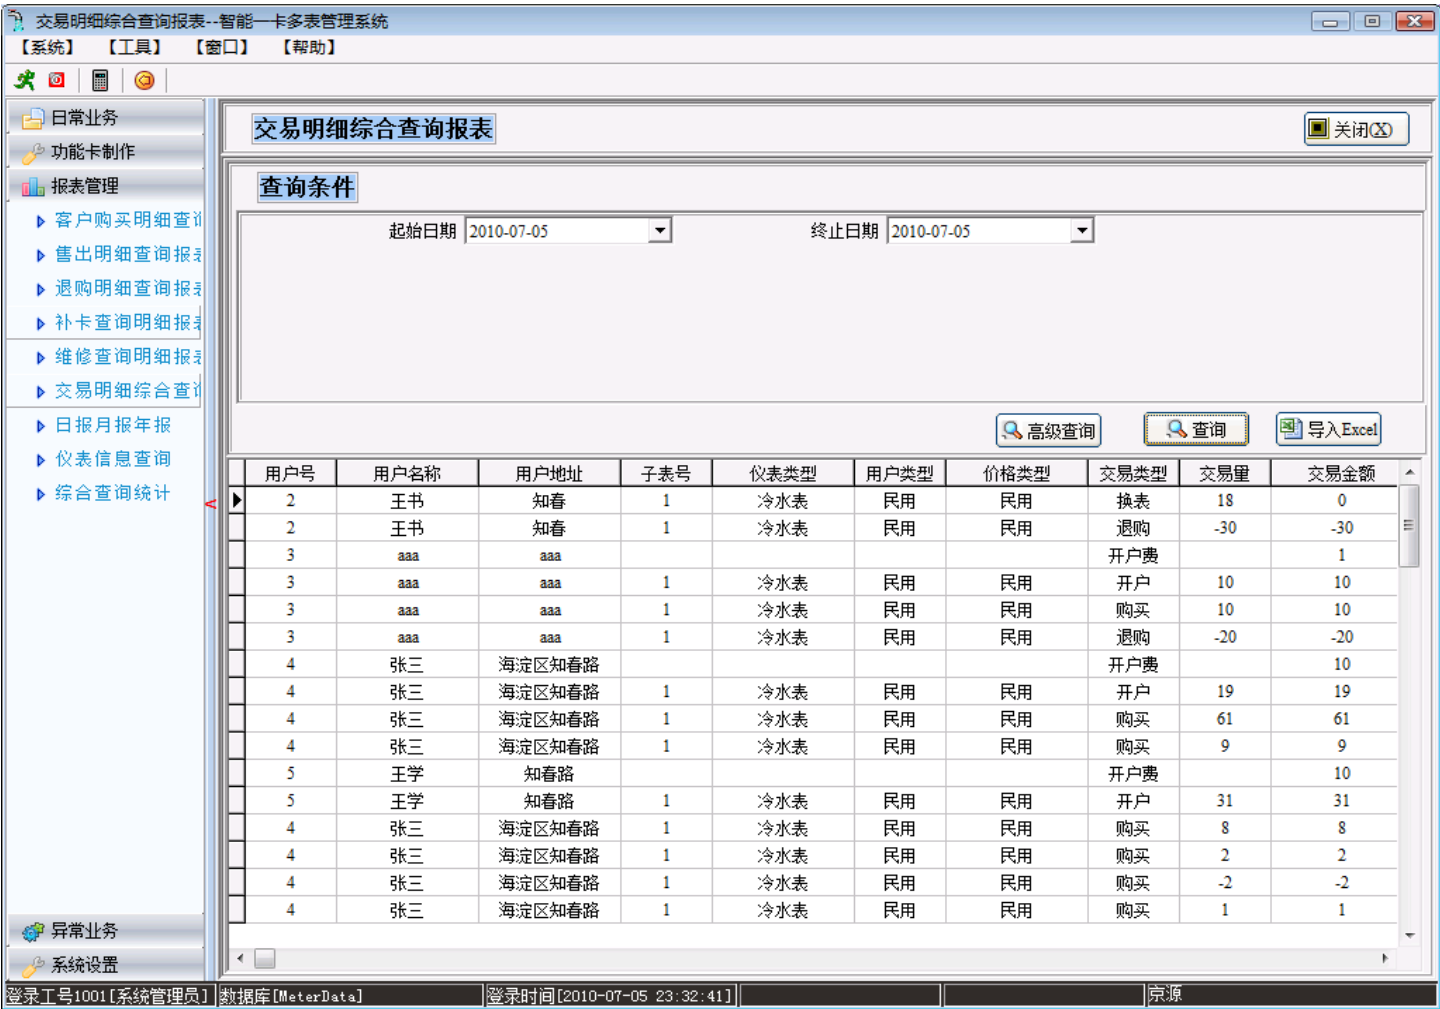 交易明细综合查询报表--智能一卡多表管理系统
【系统】 【工具】 【窗口】 【帮助】
日常业务
功能卡制作
报表管理
客户购买明细查
售出明细查询报
退购明细查询报
补卡查询明细报
维修查询明细报
交易明细综合查
日报月报年报
仪表信息查询
综合查询统计
<
异常业务
系统设置
交易明细综合查询报表
关闭(X)
查询条件
起始日期 2010-07-05 终止日期 2010-07-05
高级查询 查询 导入Excel
用户号 用户名称 用户地址 子表号 仪表类型 用户类型 价格类型 交易类型 交易量 交易金额
2 王书 知春 1 冷水表 民用 民用 换表 18 0
2 王书 知春 1 冷水表 民用 民用 退购 -30 -30
3 aaa aaa 开户费 1
3 aaa aaa 1 冷水表 民用 民用 开户 10 10
3 aaa aaa 1 冷水表 民用 民用 购买 10 10
3 aaa aaa 1 冷水表 民用 民用 退购 -20 -20
4 张三 海淀区知春路 开户费 10
4 张三 海淀区知春路 1 冷水表 民用 民用 开户 19 19
4 张三 海淀区知春路 1 冷水表 民用 民用 购买 61 61
4 张三 海淀区知春路 1 冷水表 民用 民用 购买 9 9
5 王学 知春路 开户费 10
5 王学 知春路 1 冷水表 民用 民用 开户 31 31
4 张三 海淀区知春路 1 冷水表 民用 民用 购买 8 8
4 张三 海淀区知春路 1 冷水表 民用 民用 购买 2 2
4 张三 海淀区知春路 1 冷水表 民用 民用 购买 -2 -2
4 张三 海淀区知春路 1 冷水表 民用 民用 购买 1 1
登录工号1001[系统管理员] 数据库[MeterData] 登录时间[2010-07-05 23:32:41] 京源